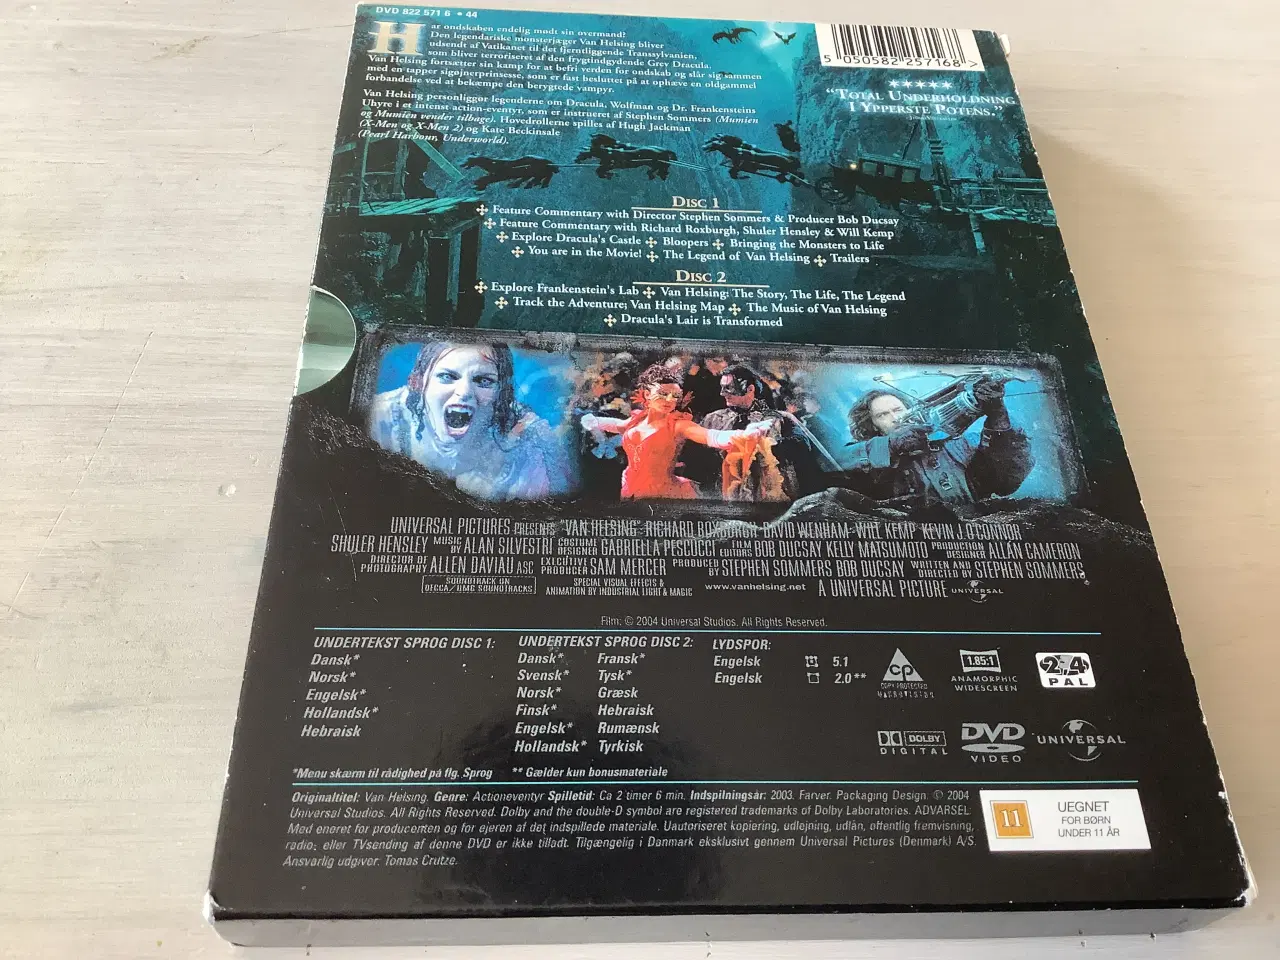 DVD 822 571 6 • 44
Har ondskaben endelig mødt sin overmand?
Den legendariske monsterjæger Van Helsing bliver
udsendt af Vatikanet til det fjerntliggende Transsylvanien,
som bliver terroriseret af den frygtindgydende Grev Dracula.
Van Helsing fortsætter sin kamp for at befri verden for ondskab og slår sig sammen
med en tapper sigøjnerprinsesse, som er fast besluttet på at ophæve en oldgammel
forbandelse ved at bekæmpe den berygtede vampyr.
Van Helsing personliggør legenderne om Dracula, Wolfman og Dr. Frankensteins
Uhyre i et intenst action-eventyr, som er instrueret af Stephen Sommers (Mumien
og Mumien vender tilbage). Hovedrollerne spilles af Hugh Jackman
(X-Men og X-Men 2) og Kate Beckinsale
(Pearl Harbour, Underworld).
5 050582 257168 >
★★★★★
"TOTAL UNDERHOLDNING
I YPPERSTE POTENS."
DISC 1
Feature Commentary with Director Stephen Sommers & Producer Bob Ducsay
Feature Commentary with Richard Roxburgh, Shuler Hensley & Will Kemp
Explore Dracula's Castle Bloopers Bringing the Monsters to Life
You are in the Movie! The Legend of Van Helsing Trailers
DISC 2
Explore Frankenstein's Lab Van Helsing: The Story, The Life, The Legend
Track the Adventure; Van Helsing Map The Music of Van Helsing
Dracula's Lair is Transformed
UNIVERSAL PICTURES PRESENTS "VAN HELSING" RICHARD ROXBURGH DAVID WENHAM WILL KEMP KEVIN J. O'CONNOR
SHULER HENSLEY MUSIC BY ALAN SILVESTRI COSTUME DESIGNER GABRIELLA PESCUCCI FILM EDITORS BOB DUCSAY KELLY MATSUMOTO PRODUCTION DESIGNER ALLAN CAMERON
DIRECTOR OF PHOTOGRAPHY ALLEN DAVIAU ASC EXECUTIVE PRODUCER SAM MERCER PRODUCED BY STEPHEN SOMMERS BOB DUCSAY WRITTEN AND DIRECTED BY STEPHEN SOMMERS
SOUNDTRACK ON DECCA/UMG SOUNDTRACKS SPECIAL VISUAL EFFECTS & ANIMATION BY INDUSTRIAL LIGHT & MAGIC www.vanhelsing.net A UNIVERSAL PICTURE UNIVERSAL
Film: © 2004 Universal Studios. All Rights Reserved.
UNDERTEKST SPROG DISC 1:
Dansk*
Norsk*
Engelsk*
Hollandsk*
Hebraisk
UNDERTEKST SPROG DISC 2:
Dansk* Fransk*
Svensk* Tysk*
Norsk* Græsk
Finsk* Hebraisk
Engelsk* Rumænsk
Hollandsk* Tyrkisk
LYDSPOR:
Engelsk 5.1
Engelsk 2.0**
CP
COPY PROTECTED
MACROVISION
1.85:1
ANAMORPHIC
WIDESCREEN
2,4
PAL
DOLBY
DIGITAL
DVD
VIDEO
UNIVERSAL
*Menu skærm til rådighed på flg. Sprog ** Gælder kun bonusmateriale
Originaltitel: Van Helsing. Genre: Actioneventyr Spilletid: Ca 2 timer 6 min. Indspilningsår: 2003. Farver. Packaging Design. © 2004
Universal Studios. All Rights Reserved. Dolby and the double-D symbol are registered trademarks of Dolby Laboratories. ADVARSEL:
Med eneret for producenten og for ejeren af det indspillede materiale. Uautoriseret kopiering, udlejning, udlån, offentlig fremvisning,
radio; eller TVsending af denne DVD er ikke tilladt. Tilgængelig i Danmark eksklusivt gennem Universal Pictures (Denmark) A/S.
Ansvarlig udgiver: Tomas Crutze.
11
UEGNET
FOR BØRN
UNDER 11 ÅR